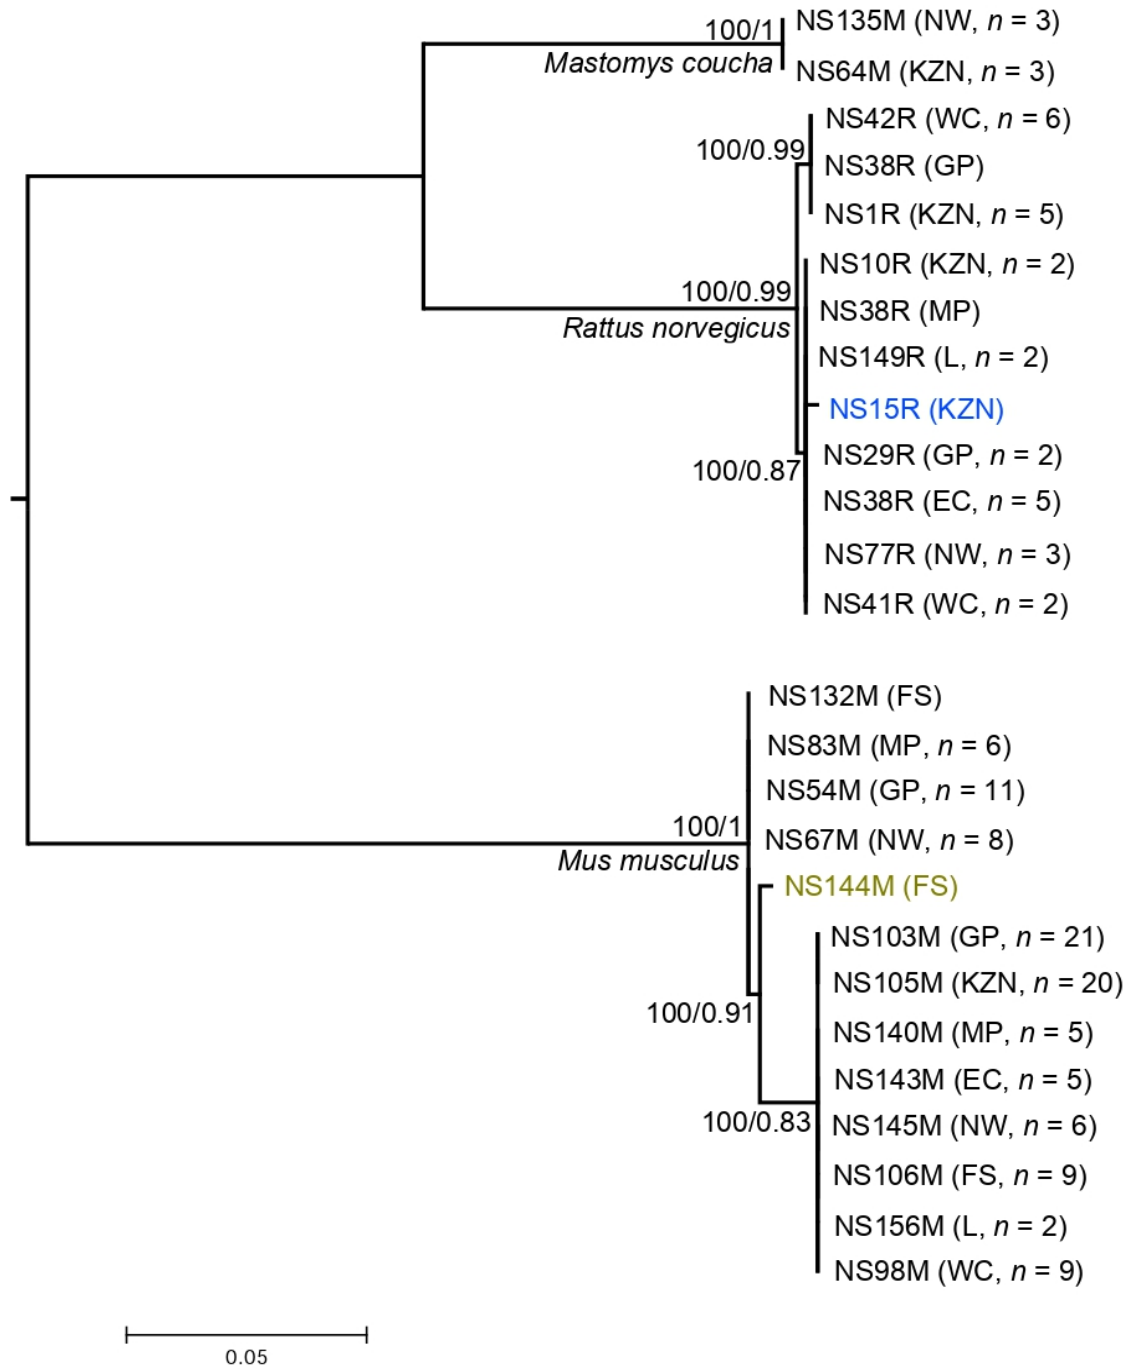 100/1
NS135M (NW, n = 3)
Mastomys coucha
NS64M (KZN, n = 3)
NS42R (WC, n = 6)
100/0.99
NS38R (GP)
NS1R (KZN, n = 5)
NS10R (KZN, n = 2)
100/0.99
NS38R (MP)
Rattus norvegicus
NS149R (L, n = 2)
NS15R (KZN)
NS29R (GP, n = 2)
100/0.87
NS38R (EC, n = 5)
NS77R (NW, n = 3)
NS41R (WC, n = 2)
NS132M (FS)
NS83M (MP, n = 6)
NS54M (GP, n = 11)
100/1
NS67M (NW, n = 8)
Mus musculus
NS144M (FS)
NS103M (GP, n = 21)
NS105M (KZN, n = 20)
100/0.91
NS140M (MP, n = 5)
NS143M (EC, n = 5)
100/0.83
NS145M (NW, n = 6)
NS106M (FS, n = 9)
NS156M (L, n = 2)
NS98M (WC, n = 9)
0.05